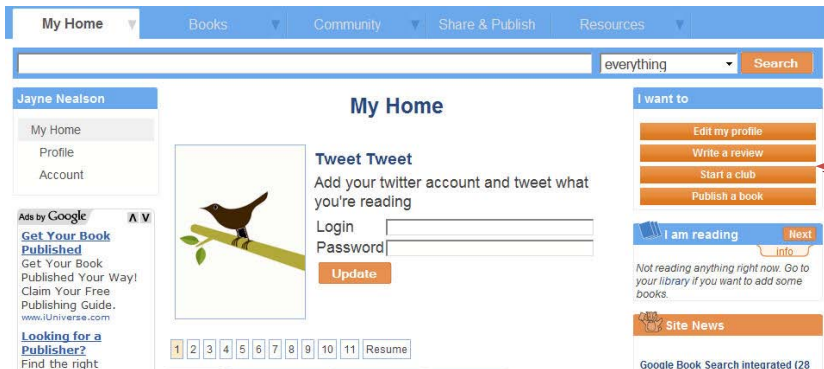 My Home
Books
Community
Share & Publish
Resources
everything
Search
Jayne Nealson
My Home
Profile
Account
Ads by Google
Get Your Book
Published
Get Your Book
Published Your Way!
Claim Your Free
Publishing Guide.
www.iUniverse.com
Looking for a
Publisher?
Find the right
My Home
Tweet Tweet
Add your twitter account and tweet what
you're reading
Login
Password
Update
1 2 3 4 5 6 7 8 9 10 11 Resume
I want to
Edit my profile
Write a review
Start a club
Publish a book
I am reading
Next
info
Not reading anything right now. Go to
your library if you want to add some
books.
Site News
Google Book Search integrated (28